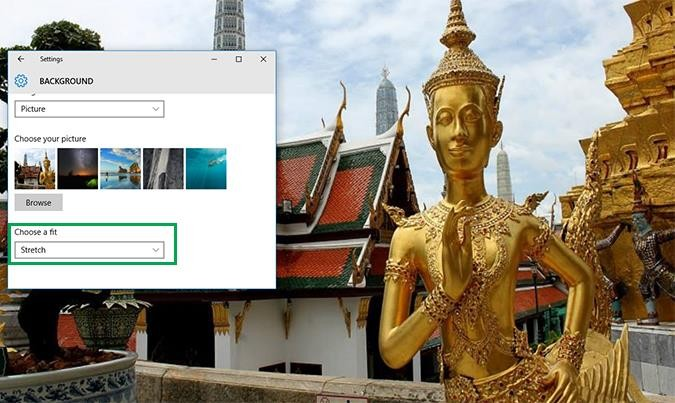 Settings
BACKGROUND
Picture
Choose your picture
Browse
Choose a fit
Stretch